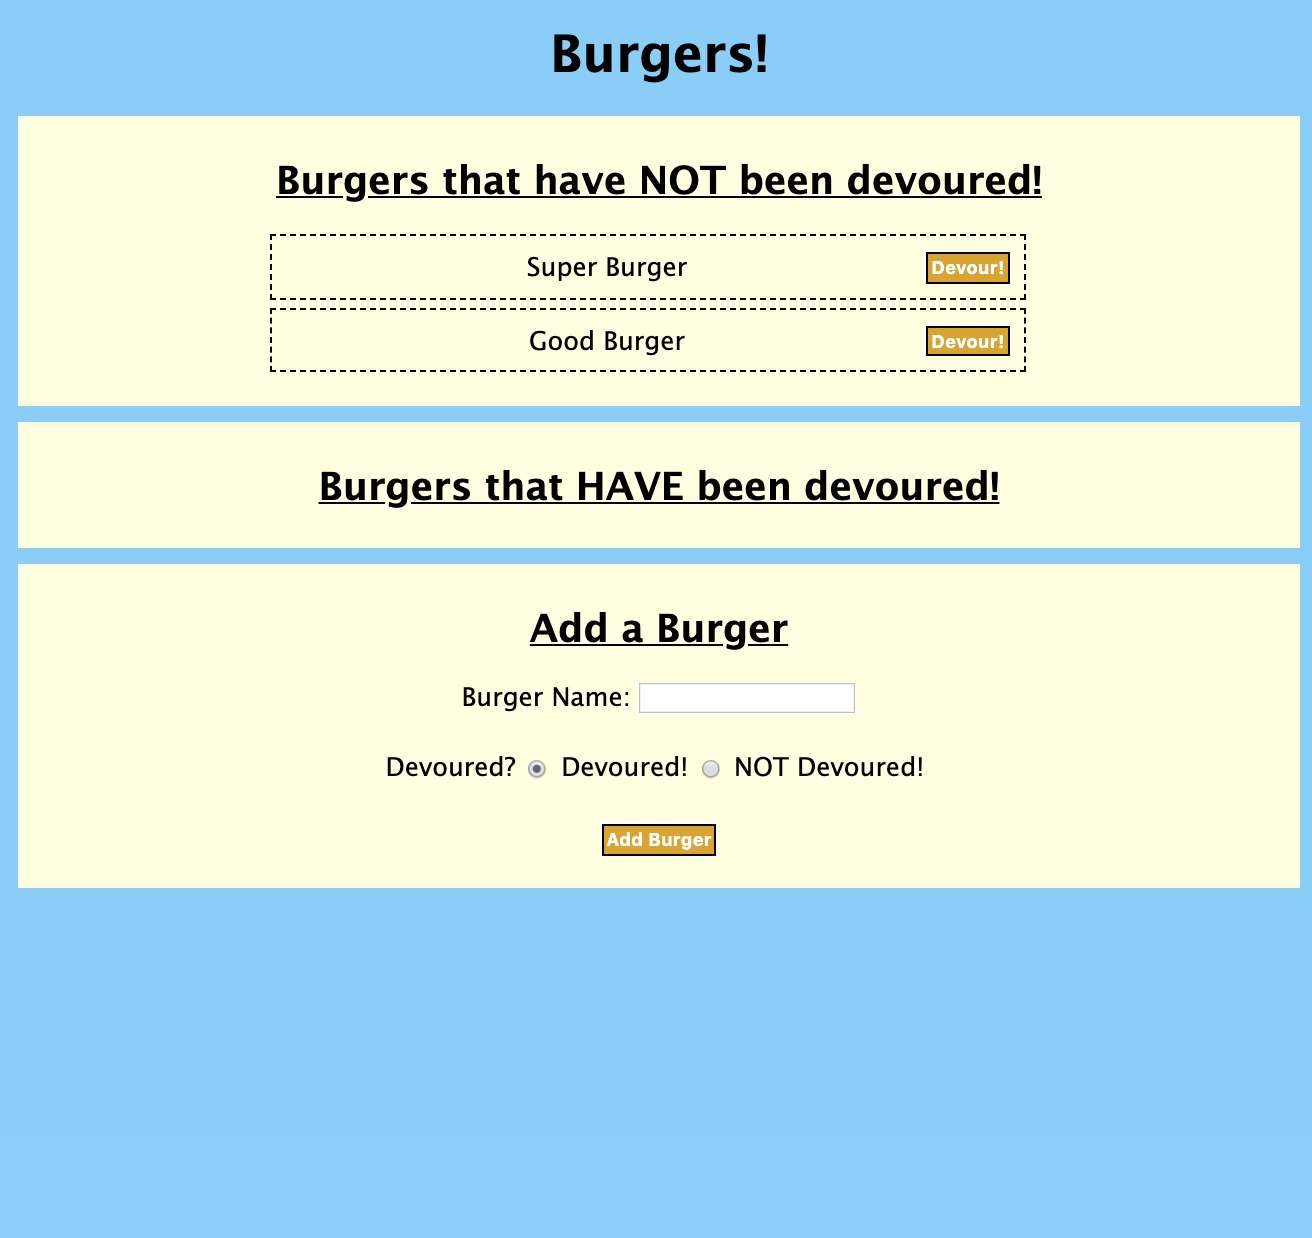 Burgers!
Burgers that have NOT been devoured!
Super Burger Devour!
Good Burger Devour!
Burgers that HAVE been devoured!
Add a Burger
Burger Name:
Devoured? Devoured! NOT Devoured!
Add Burger